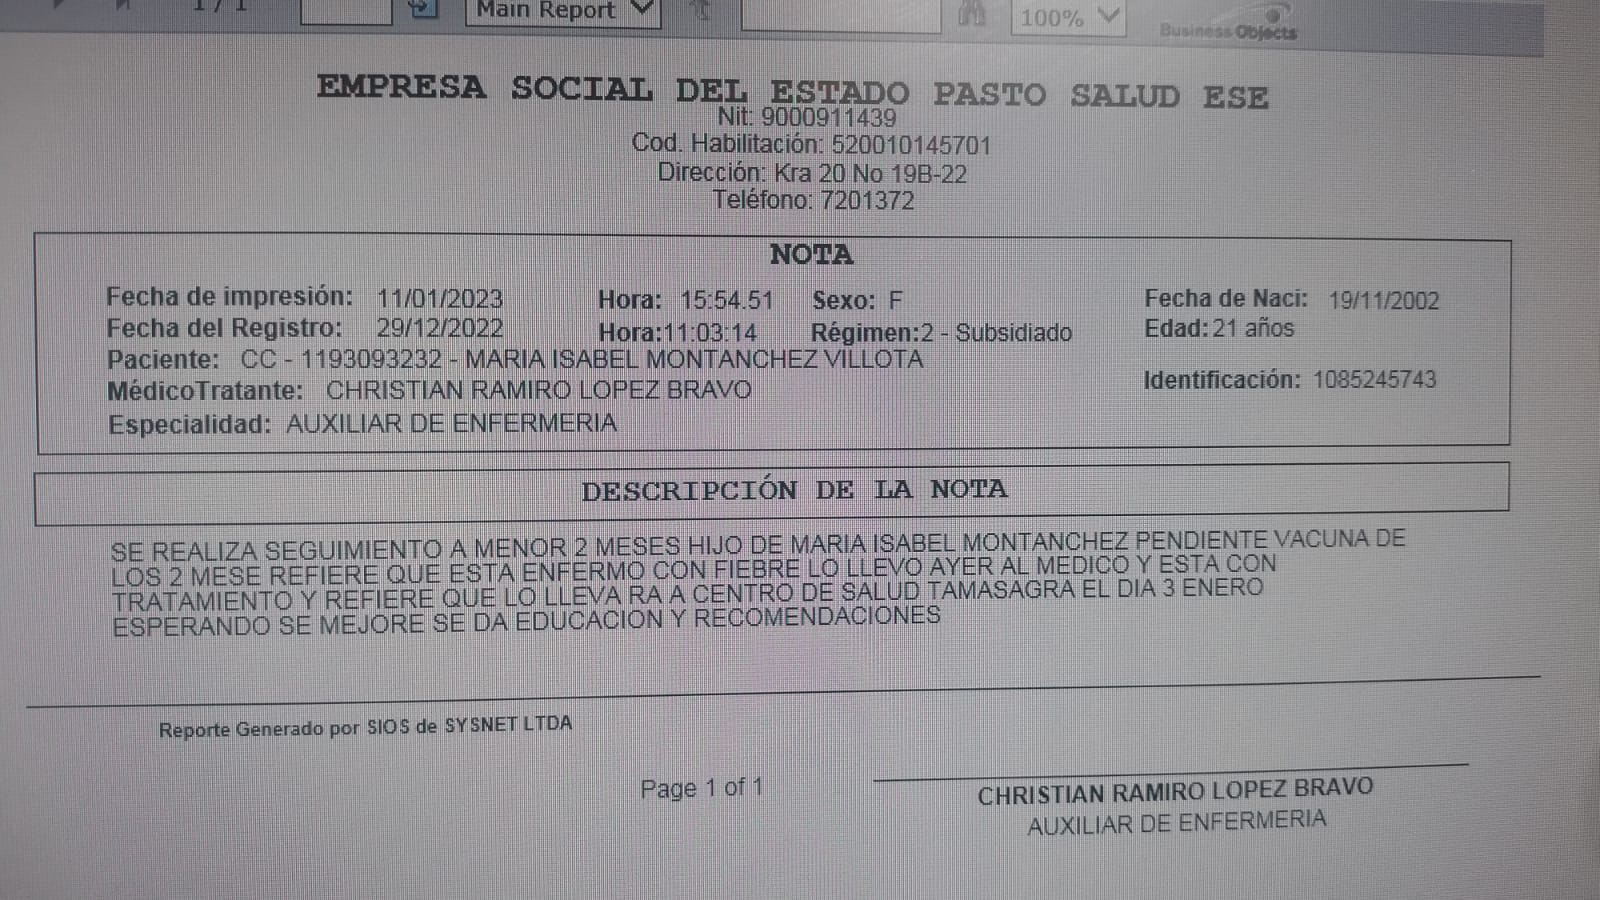 1 / 1
Main Report
100%
Business Objects
EMPRESA SOCIAL DEL ESTADO PASTO SALUD ESE
Nit: 9000911439
Cod. Habilitación: 520010145701
Dirección: Kra 20 No 19B-22
Teléfono: 7201372
NOTA
Fecha de impresión: 11/01/2023 Hora: 15:54.51 Sexo: F Fecha de Naci: 19/11/2002
Fecha del Registro: 29/12/2022 Hora:11:03:14 Régimen:2 - Subsidiado Edad:21 años
Paciente: CC - 1193093232 - MARIA ISABEL MONTANCHEZ VILLOTA
MédicoTratante: CHRISTIAN RAMIRO LOPEZ BRAVO Identificación: 1085245743
Especialidad: AUXILIAR DE ENFERMERIA
DESCRIPCIÓN DE LA NOTA
SE REALIZA SEGUIMIENTO A MENOR 2 MESES HIJO DE MARIA ISABEL MONTANCHEZ PENDIENTE VACUNA DE
LOS 2 MESE REFIERE QUE ESTA ENFERMO CON FIEBRE LO LLEVO AYER AL MEDICO Y ESTA CON
TRATAMIENTO Y REFIERE QUE LO LLEVA RA A CENTRO DE SALUD TAMASAGRA EL DIA 3 ENERO
ESPERANDO SE MEJORE SE DA EDUCACION Y RECOMENDACIONES
Reporte Generado por SIOS de SYSNET LTDA
Page 1 of 1
CHRISTIAN RAMIRO LOPEZ BRAVO
AUXILIAR DE ENFERMERIA